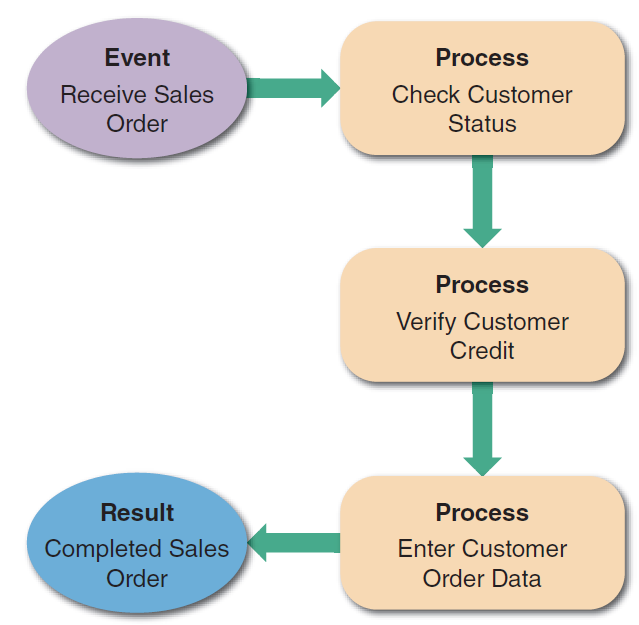 Event
Receive Sales
Order
Process
Check Customer
Status
Process
Verify Customer
Credit
Process
Enter Customer
Order Data
Result
Completed Sales
Order